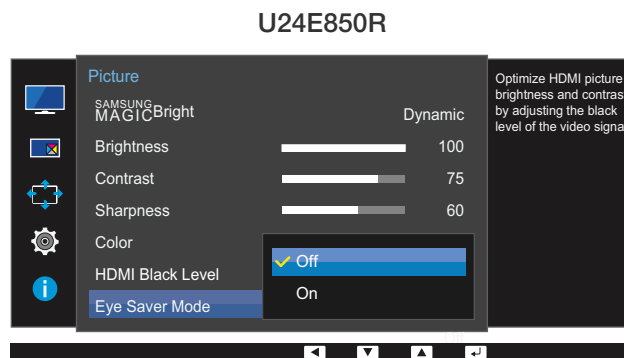 U24E850R
Picture
SAMSUNG
MAGICBright Dynamic
Brightness 100
Contrast 75
Sharpness 60
Color
HDMI Black Level
Eye Saver Mode
Off
On
Optimize HDMI picture
brightness and contras
by adjusting the black
level of the video signa